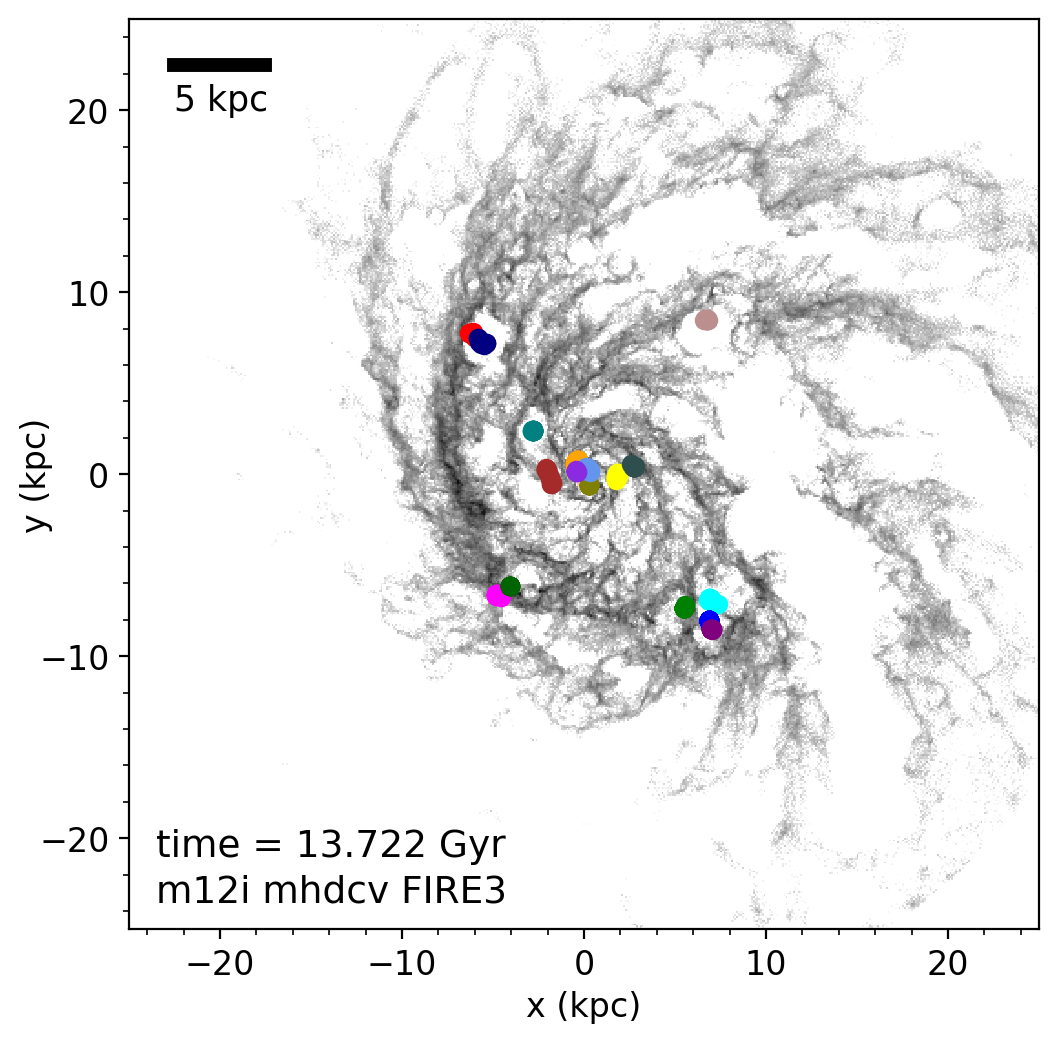 20
10
0
−10
−20
y (kpc)
5 kpc
time = 13.722 Gyr
m12i mhdcv FIRE3
−20 −10 0 10 20
x (kpc)